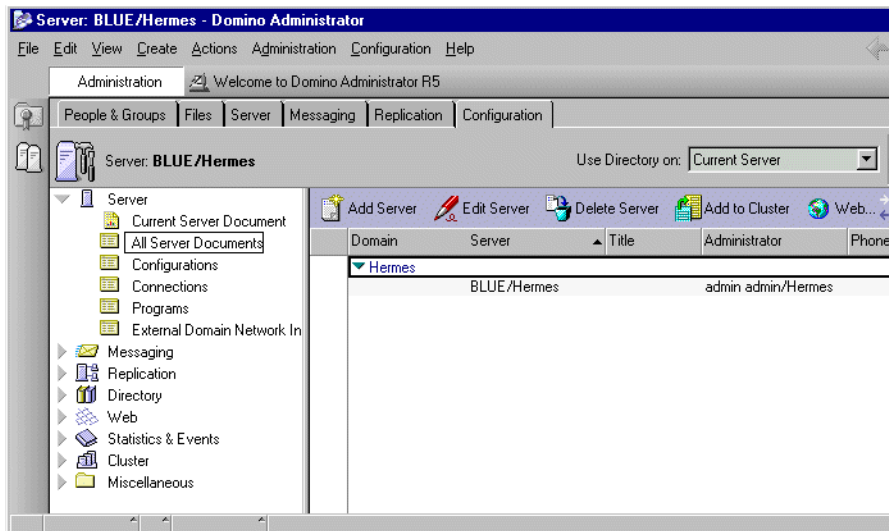 Server: BLUE/Hermes - Domino Administrator
File Edit View Create Actions Administration Configuration Help
Administration Welcome to Domino Administrator R5
People & Groups Files Server Messaging Replication Configuration
Server: BLUE/Hermes Use Directory on: Current Server
Server
Current Server Document
All Server Documents
Configurations
Connections
Programs
External Domain Network In
Messaging
Replication
Directory
Web
Statistics & Events
Cluster
Miscellaneous
Add Server Edit Server Delete Server Add to Cluster Web...
Domain Server Title Administrator Phone
Hermes
BLUE/Hermes admin admin/Hermes